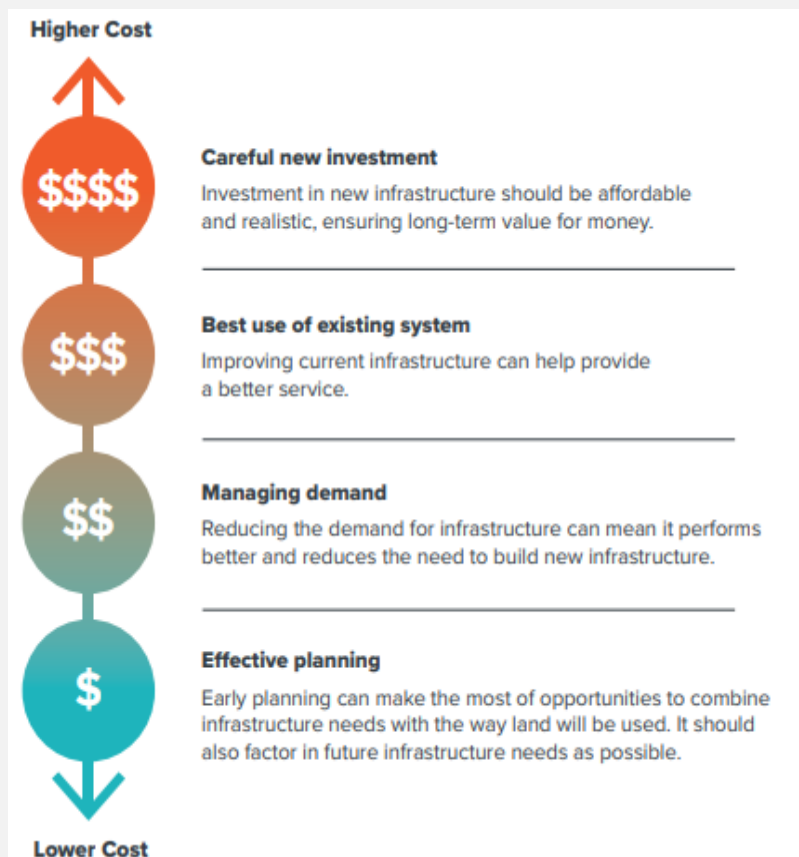 Higher Cost
$$$$
Careful new investment
Investment in new infrastructure should be affordable
and realistic, ensuring long-term value for money.
$$$
Best use of existing system
Improving current infrastructure can help provide
a better service.
$$
Managing demand
Reducing the demand for infrastructure can mean it performs
better and reduces the need to build new infrastructure.
$
Effective planning
Early planning can make the most of opportunities to combine
infrastructure needs with the way land will be used. It should
also factor in future infrastructure needs as possible.
Lower Cost